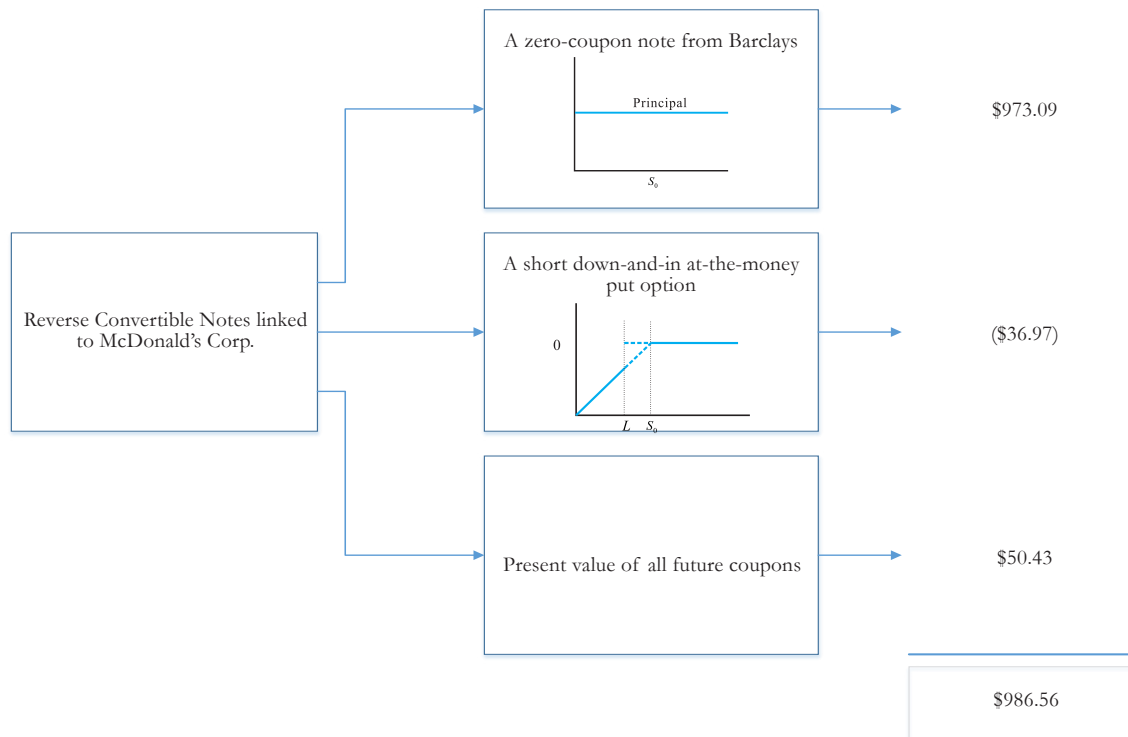 A zero-coupon note from Barclays
Principal
S₀
$973.09
Reverse Convertible Notes linked
to McDonald's Corp.
A short down-and-in at-the-money
put option
0
L S₀
($36.97)
Present value of all future coupons
$50.43
$986.56